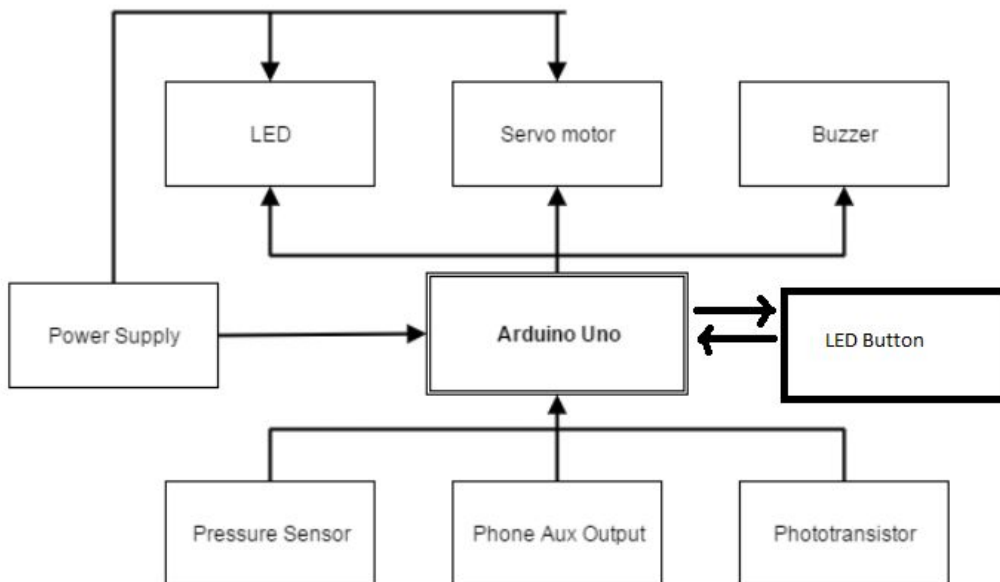 LED
Servo motor
Buzzer
Power Supply
Arduino Uno
LED Button
Pressure Sensor
Phone Aux Output
Phototransistor